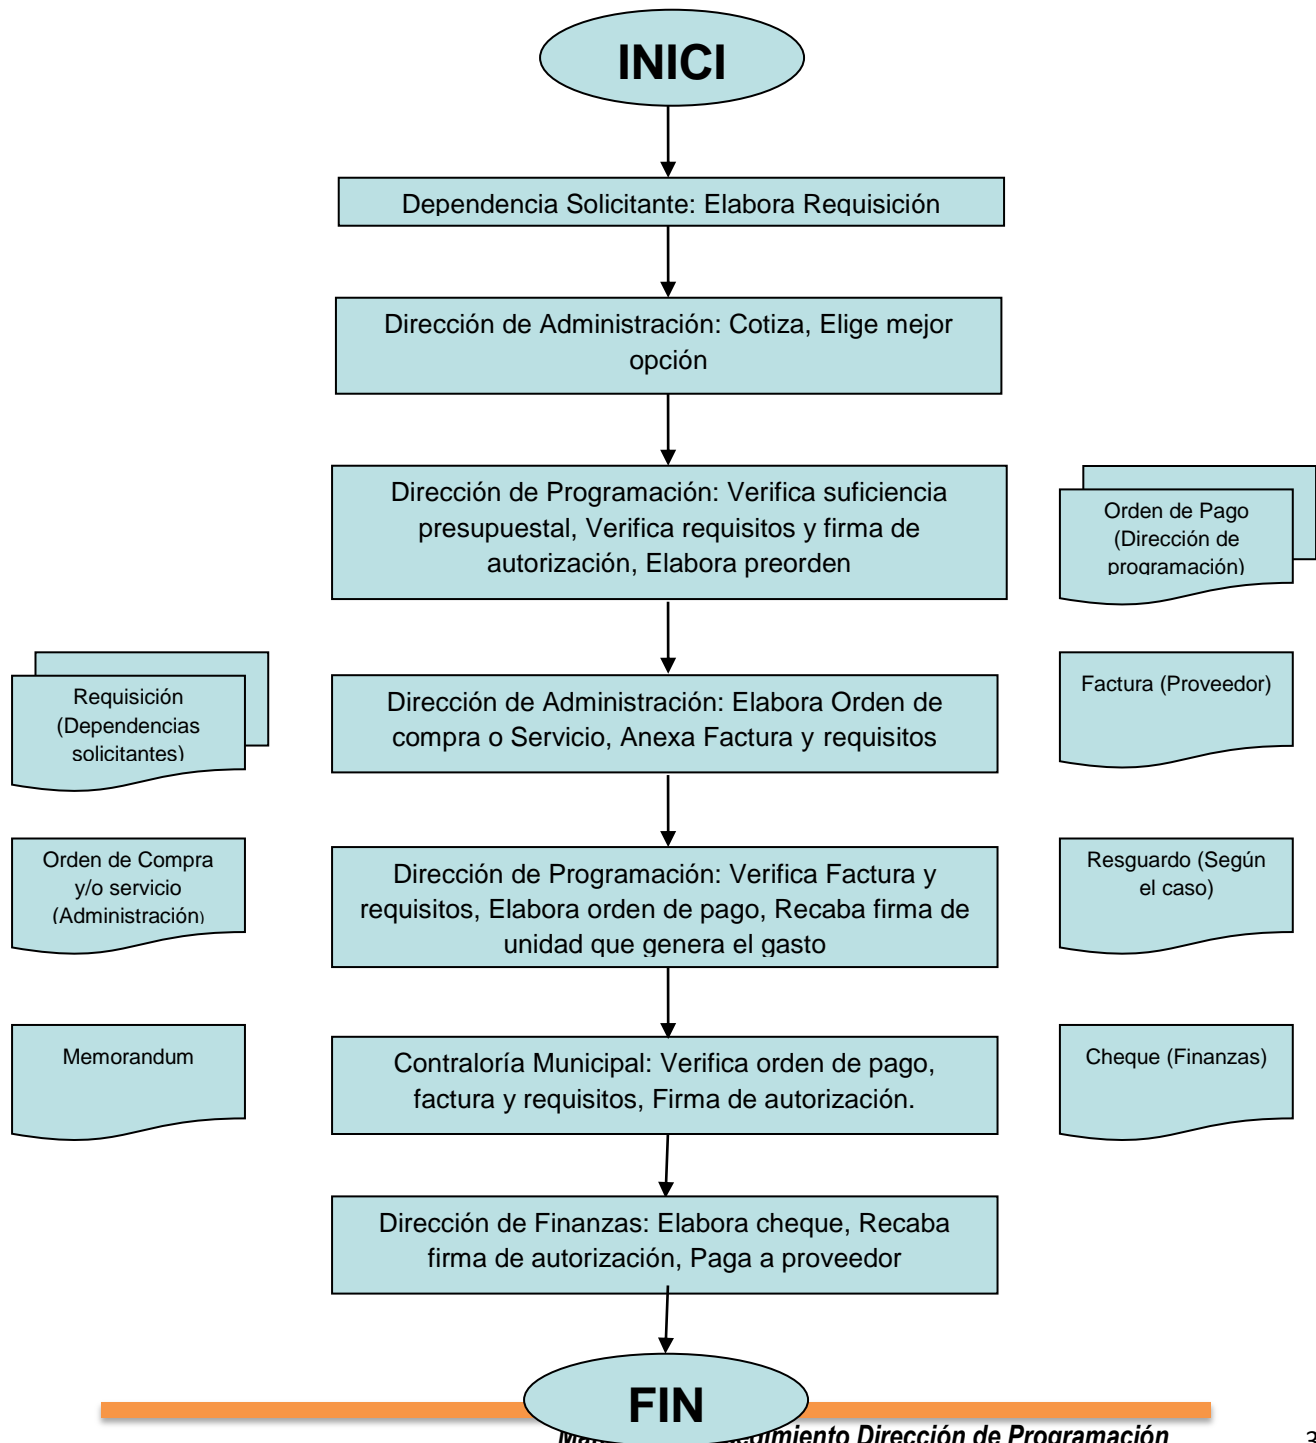 INICI
Dependencia Solicitante: Elabora Requisición
Dirección de Administración: Cotiza, Elige mejor
opción
Dirección de Programación: Verifica suficiencia
presupuestal, Verifica requisitos y firma de
autorización, Elabora preorden
Orden de Pago
(Dirección de
programación)
Requisición
(Dependencias
solicitantes)
Dirección de Administración: Elabora Orden de
compra o Servicio, Anexa Factura y requisitos
Factura (Proveedor)
Orden de Compra
y/o servicio
(Administración)
Dirección de Programación: Verifica Factura y
requisitos, Elabora orden de pago, Recaba firma de
unidad que genera el gasto
Resguardo (Según
el caso)
Memorandum
Contraloría Municipal: Verifica orden de pago,
factura y requisitos, Firma de autorización.
Cheque (Finanzas)
Dirección de Finanzas: Elabora cheque, Recaba
firma de autorización, Paga a proveedor
FIN
Dirección de Programación